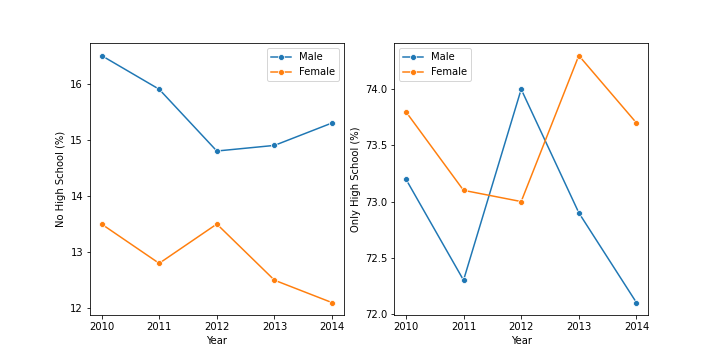 No High School (%)
16
15
14
13
12
2010 2011 2012 2013 2014
Year
Male
Female
Only High School (%)
74.0
73.5
73.0
72.5
72.0
2010 2011 2012 2013 2014
Year
Male
Female